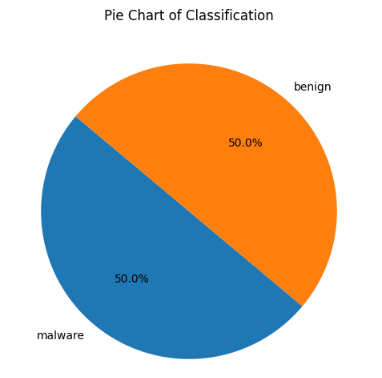 Pie Chart of Classification
benign
50.0%
50.0%
malware